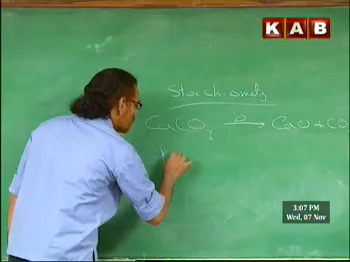 KAB
Stoichiometry
CaCO3 Δ→ CaO + CO
3:07 PM
Wed, 07 Nov